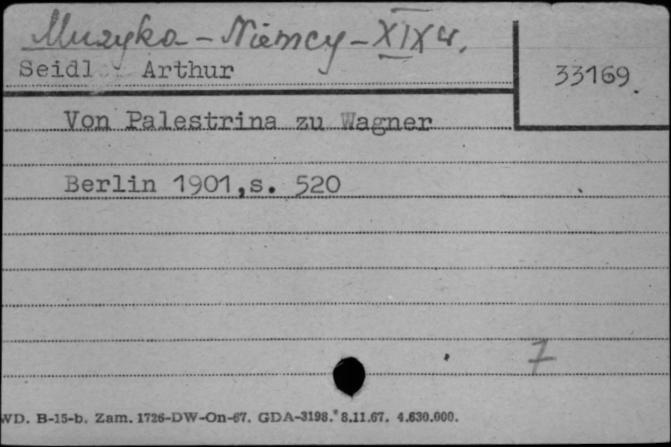 Muzyka - Niemcy - XIX w.
Seidl Arthur
33169
Von Palestrina zu Wagner
Berlin 1901,s. 520
7
WD. B-15-b. Zam. 1726-DW-On-67. GDA-3198. 8.11.67. 4.630.000.